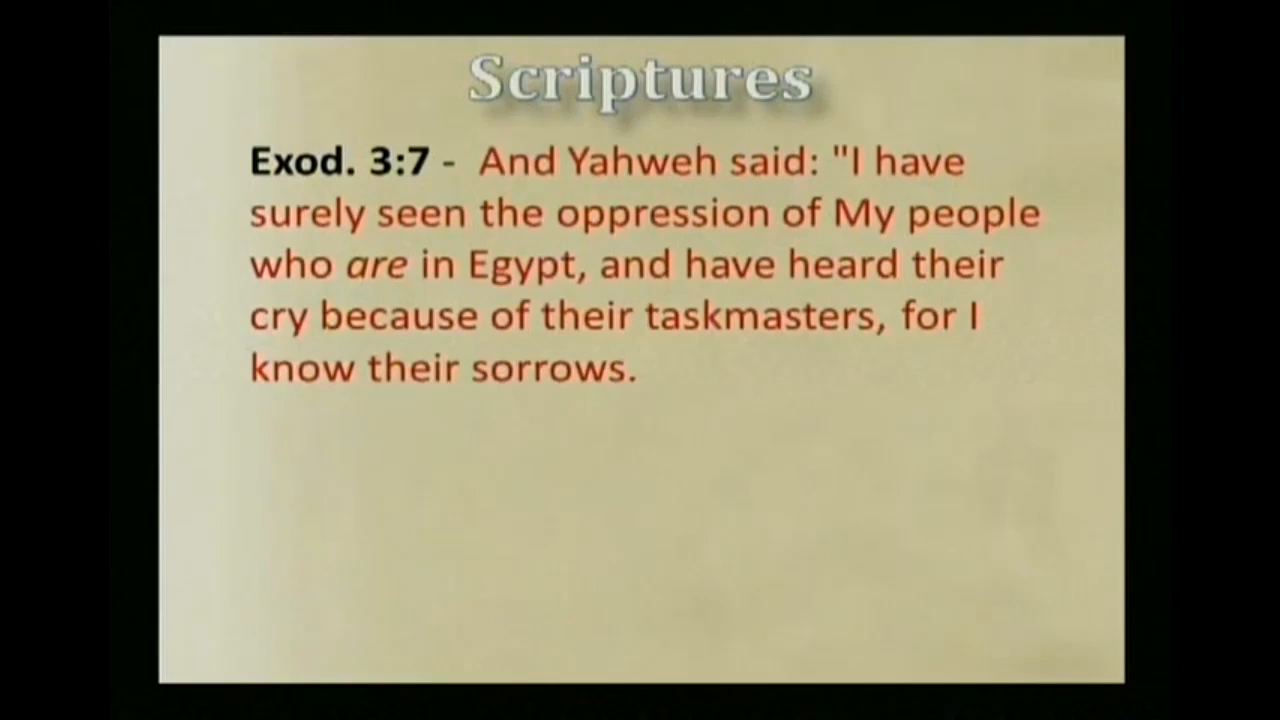 Scriptures
Exod. 3:7 - And Yahweh said: "I have
surely seen the oppression of My people
who are in Egypt, and have heard their
cry because of their taskmasters, for I
know their sorrows.